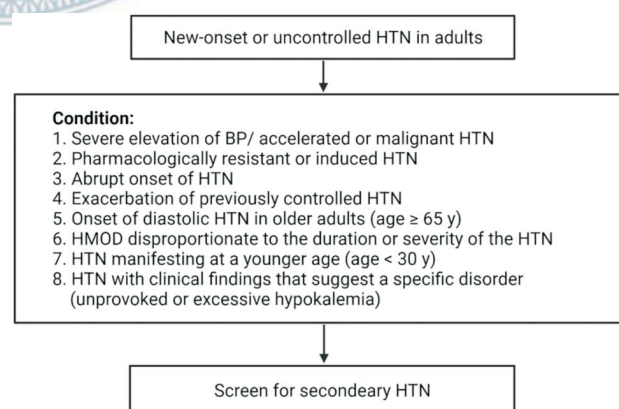 New-onset or uncontrolled HTN in adults
Condition:
1. Severe elevation of BP/ accelerated or malignant HTN
2. Pharmacologically resistant or induced HTN
3. Abrupt onset of HTN
4. Exacerbation of previously controlled HTN
5. Onset of diastolic HTN in older adults (age ≥ 65 y)
6. HMOD disproportionate to the duration or severity of the HTN
7. HTN manifesting at a younger age (age < 30 y)
8. HTN with clinical findings that suggest a specific disorder
(unprovoked or excessive hypokalemia)
Screen for secondeary HTN